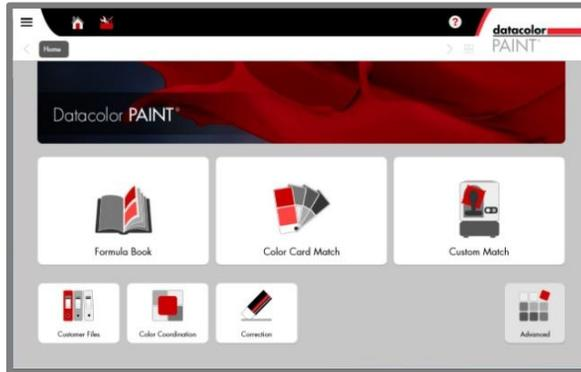 ?
datacolor
PAINT
Home
Datacolor PAINT®
Formula Book
Color Card Match
Custom Match
Customer Files
Color Coordination
Correction
Advanced